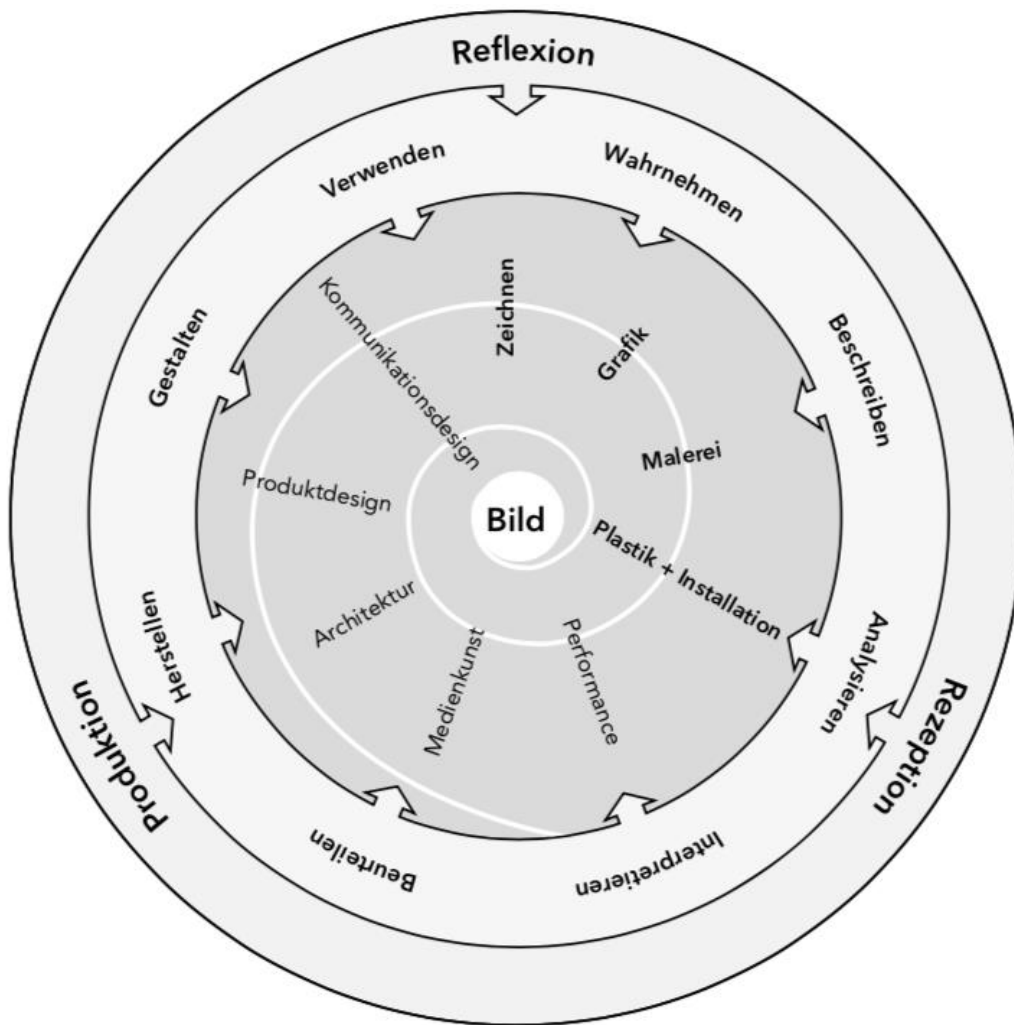 Reflexion
Rezeption
Produktion
Verwenden
Wahrnehmen
Beschreiben
Analysieren
Interpretieren
Beurteilen
Herstellen
Gestalten
Zeichnen
Grafik
Malerei
Plastik + Installation
Performance
Medienkunst
Architektur
Produktdesign
Kommunikationsdesign
Bild